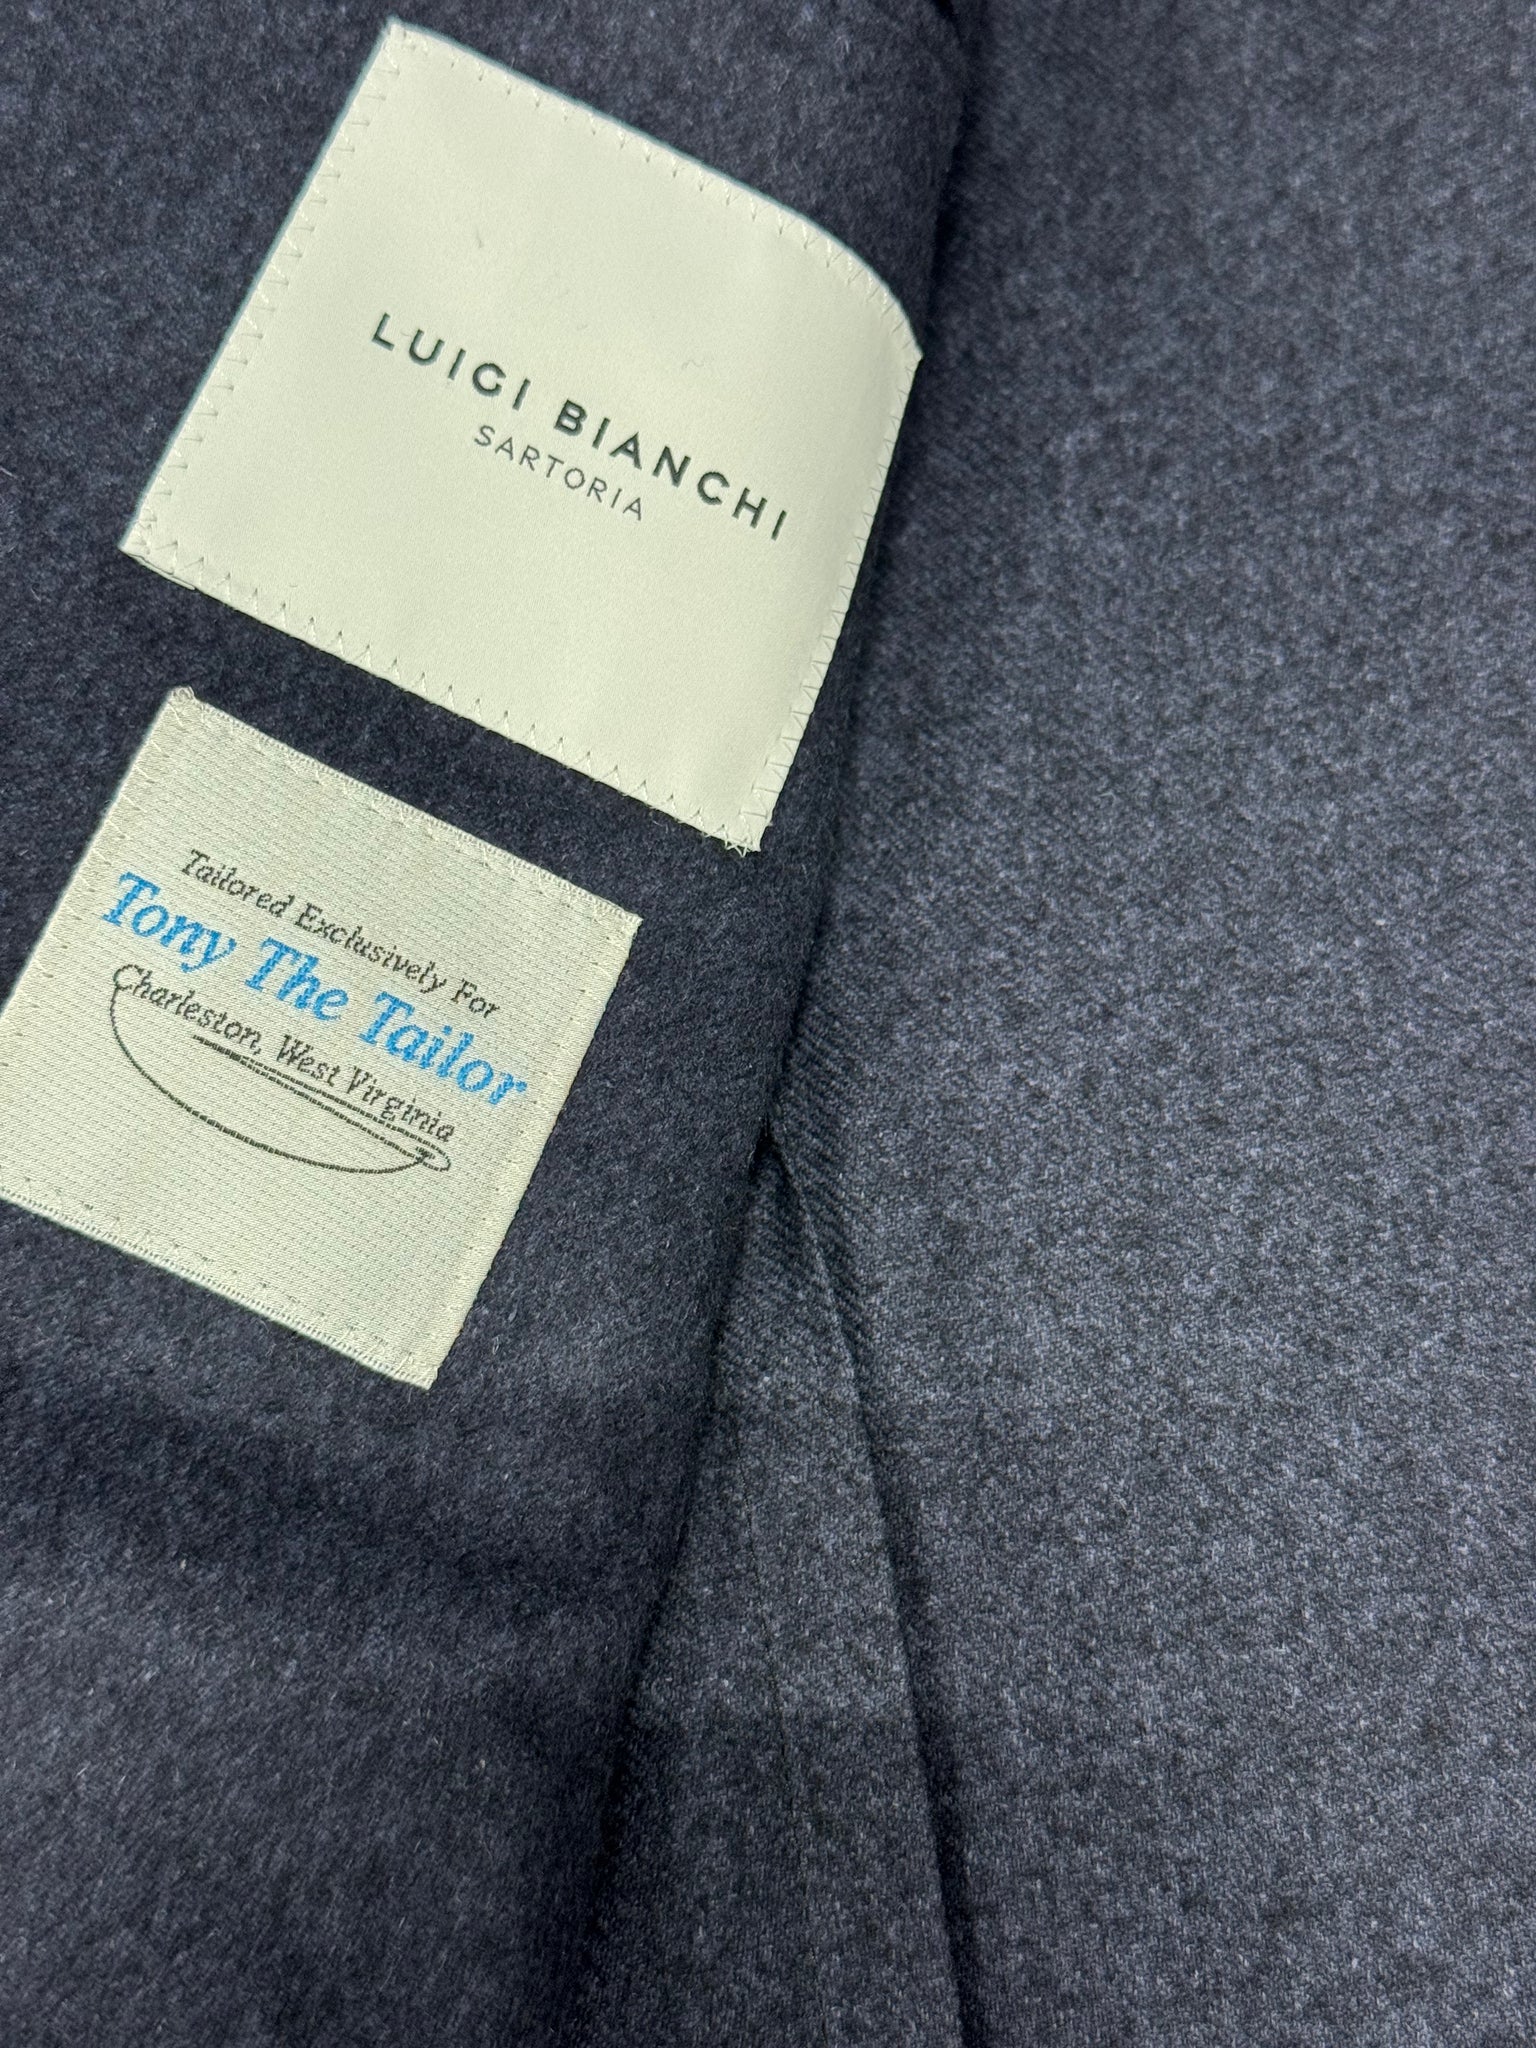 LUIGI BIANCHI
SARTORIA
Tailored Exclusively For
Tony The Tailor
Charleston, West Virginia